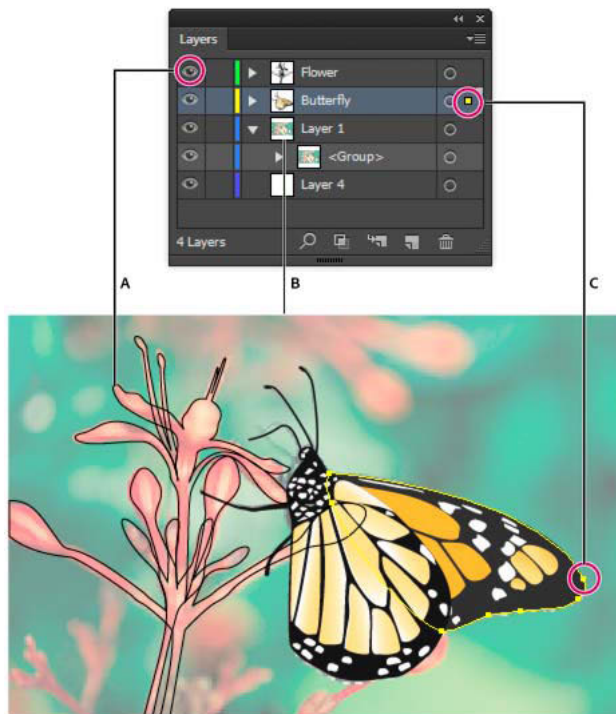 Layers
Flower
Butterfly
Layer 1
<Group>
Layer 4
4 Layers
A
B
C